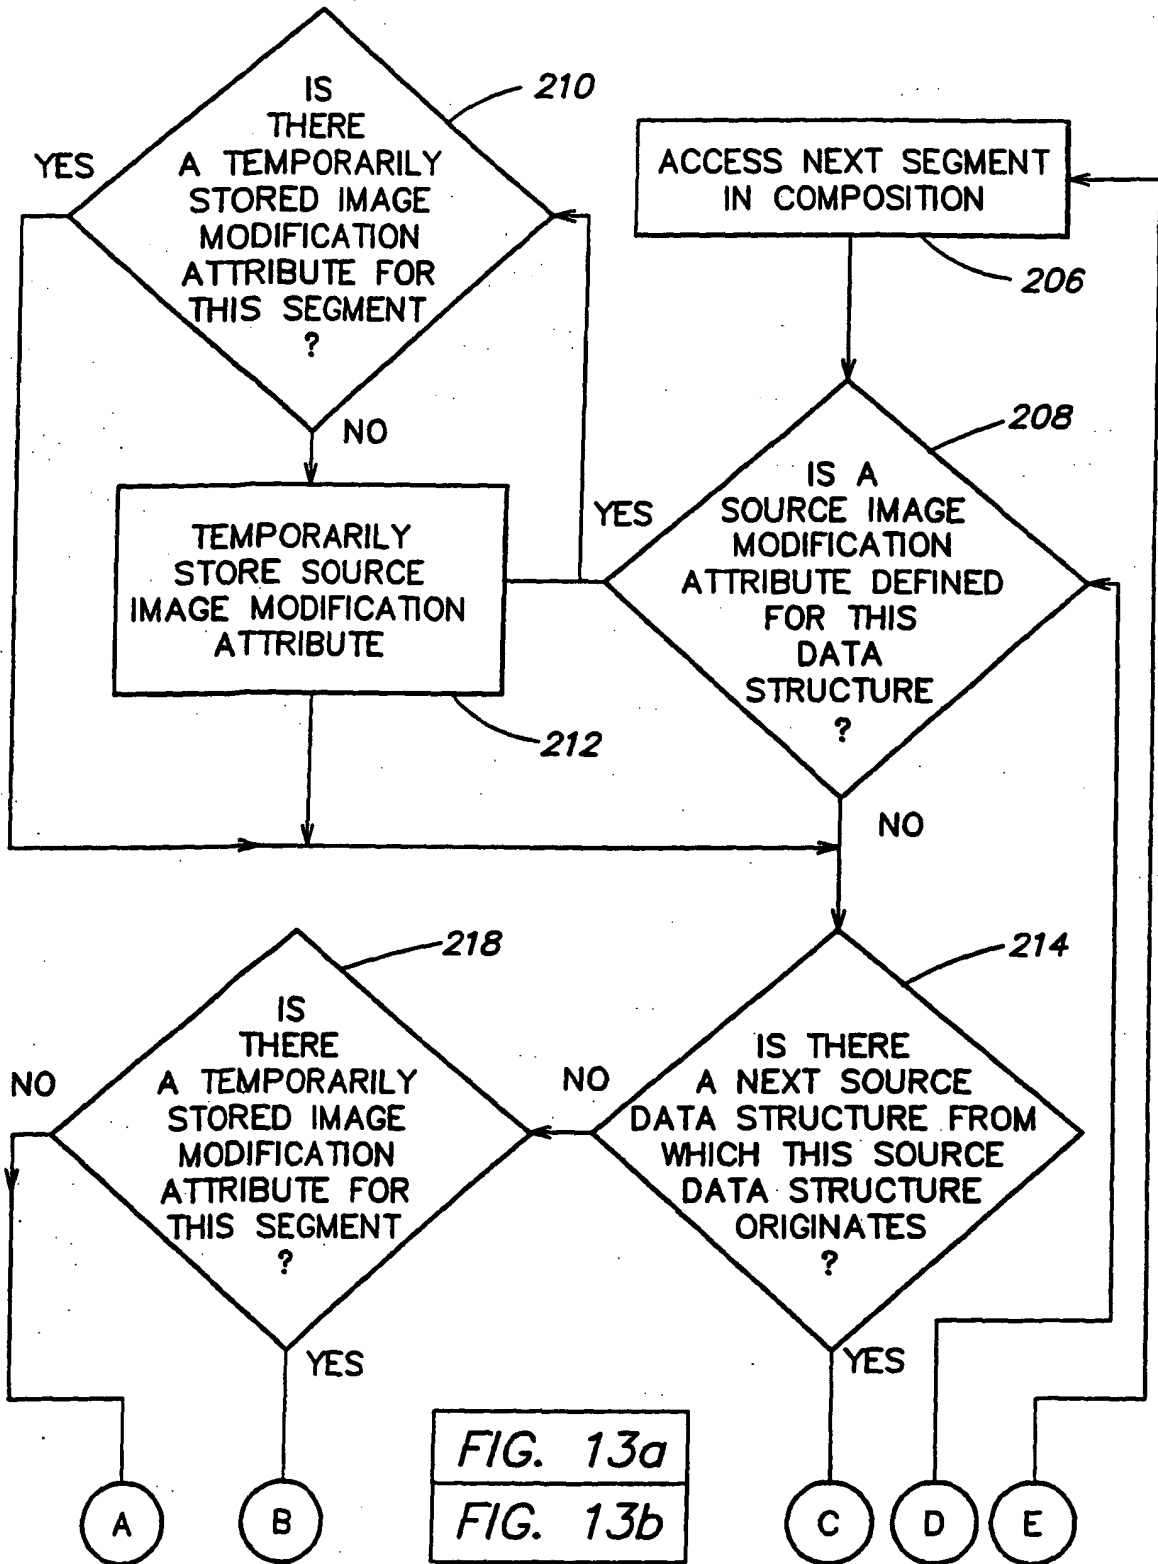 210
IS
THERE
A TEMPORARILY
STORED IMAGE
MODIFICATION
ATTRIBUTE FOR
THIS SEGMENT
?
YES
NO
ACCESS NEXT SEGMENT
IN COMPOSITION
206
208
IS A
SOURCE IMAGE
MODIFICATION
ATTRIBUTE DEFINED
FOR THIS
DATA
STRUCTURE
?
YES
NO
TEMPORARILY
STORE SOURCE
IMAGE MODIFICATION
ATTRIBUTE
212
218
IS
THERE
A TEMPORARILY
STORED IMAGE
MODIFICATION
ATTRIBUTE FOR
THIS SEGMENT
?
NO
YES
214
IS THERE
A NEXT SOURCE
DATA STRUCTURE FROM
WHICH THIS SOURCE
DATA STRUCTURE
ORIGINATES
?
NO
YES
A
B
FIG. 13a
FIG. 13b
C
D
E